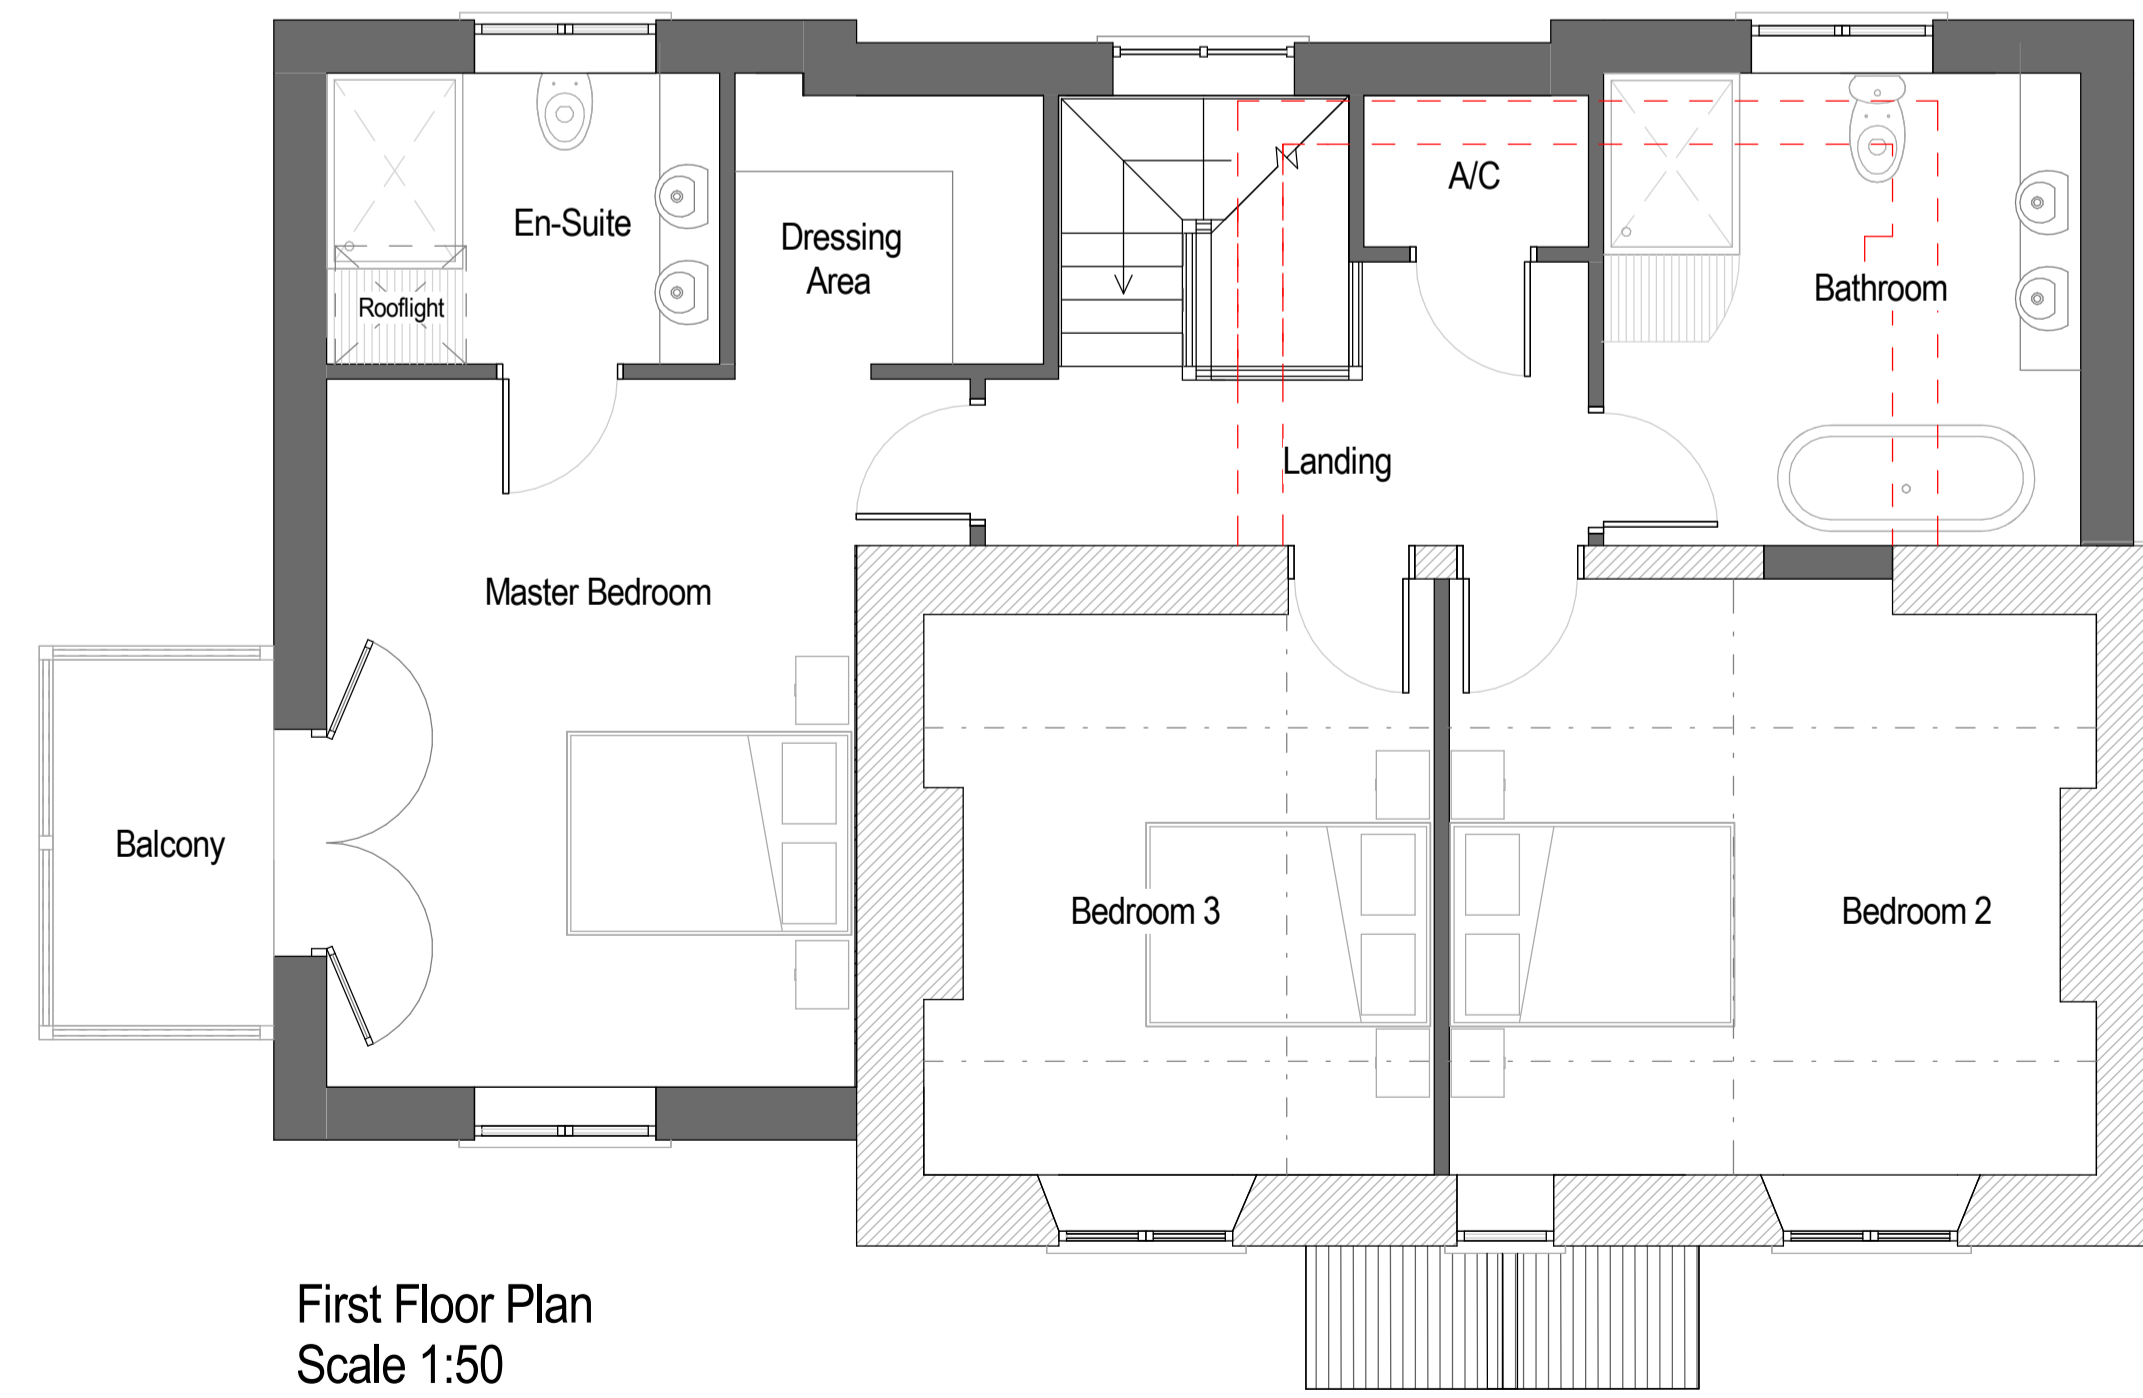 En-Suite
Rooflight
Dressing
Area
A/C
Bathroom
Landing
Master Bedroom
Balcony
Bedroom 3
Bedroom 2
First Floor Plan
Scale 1:50